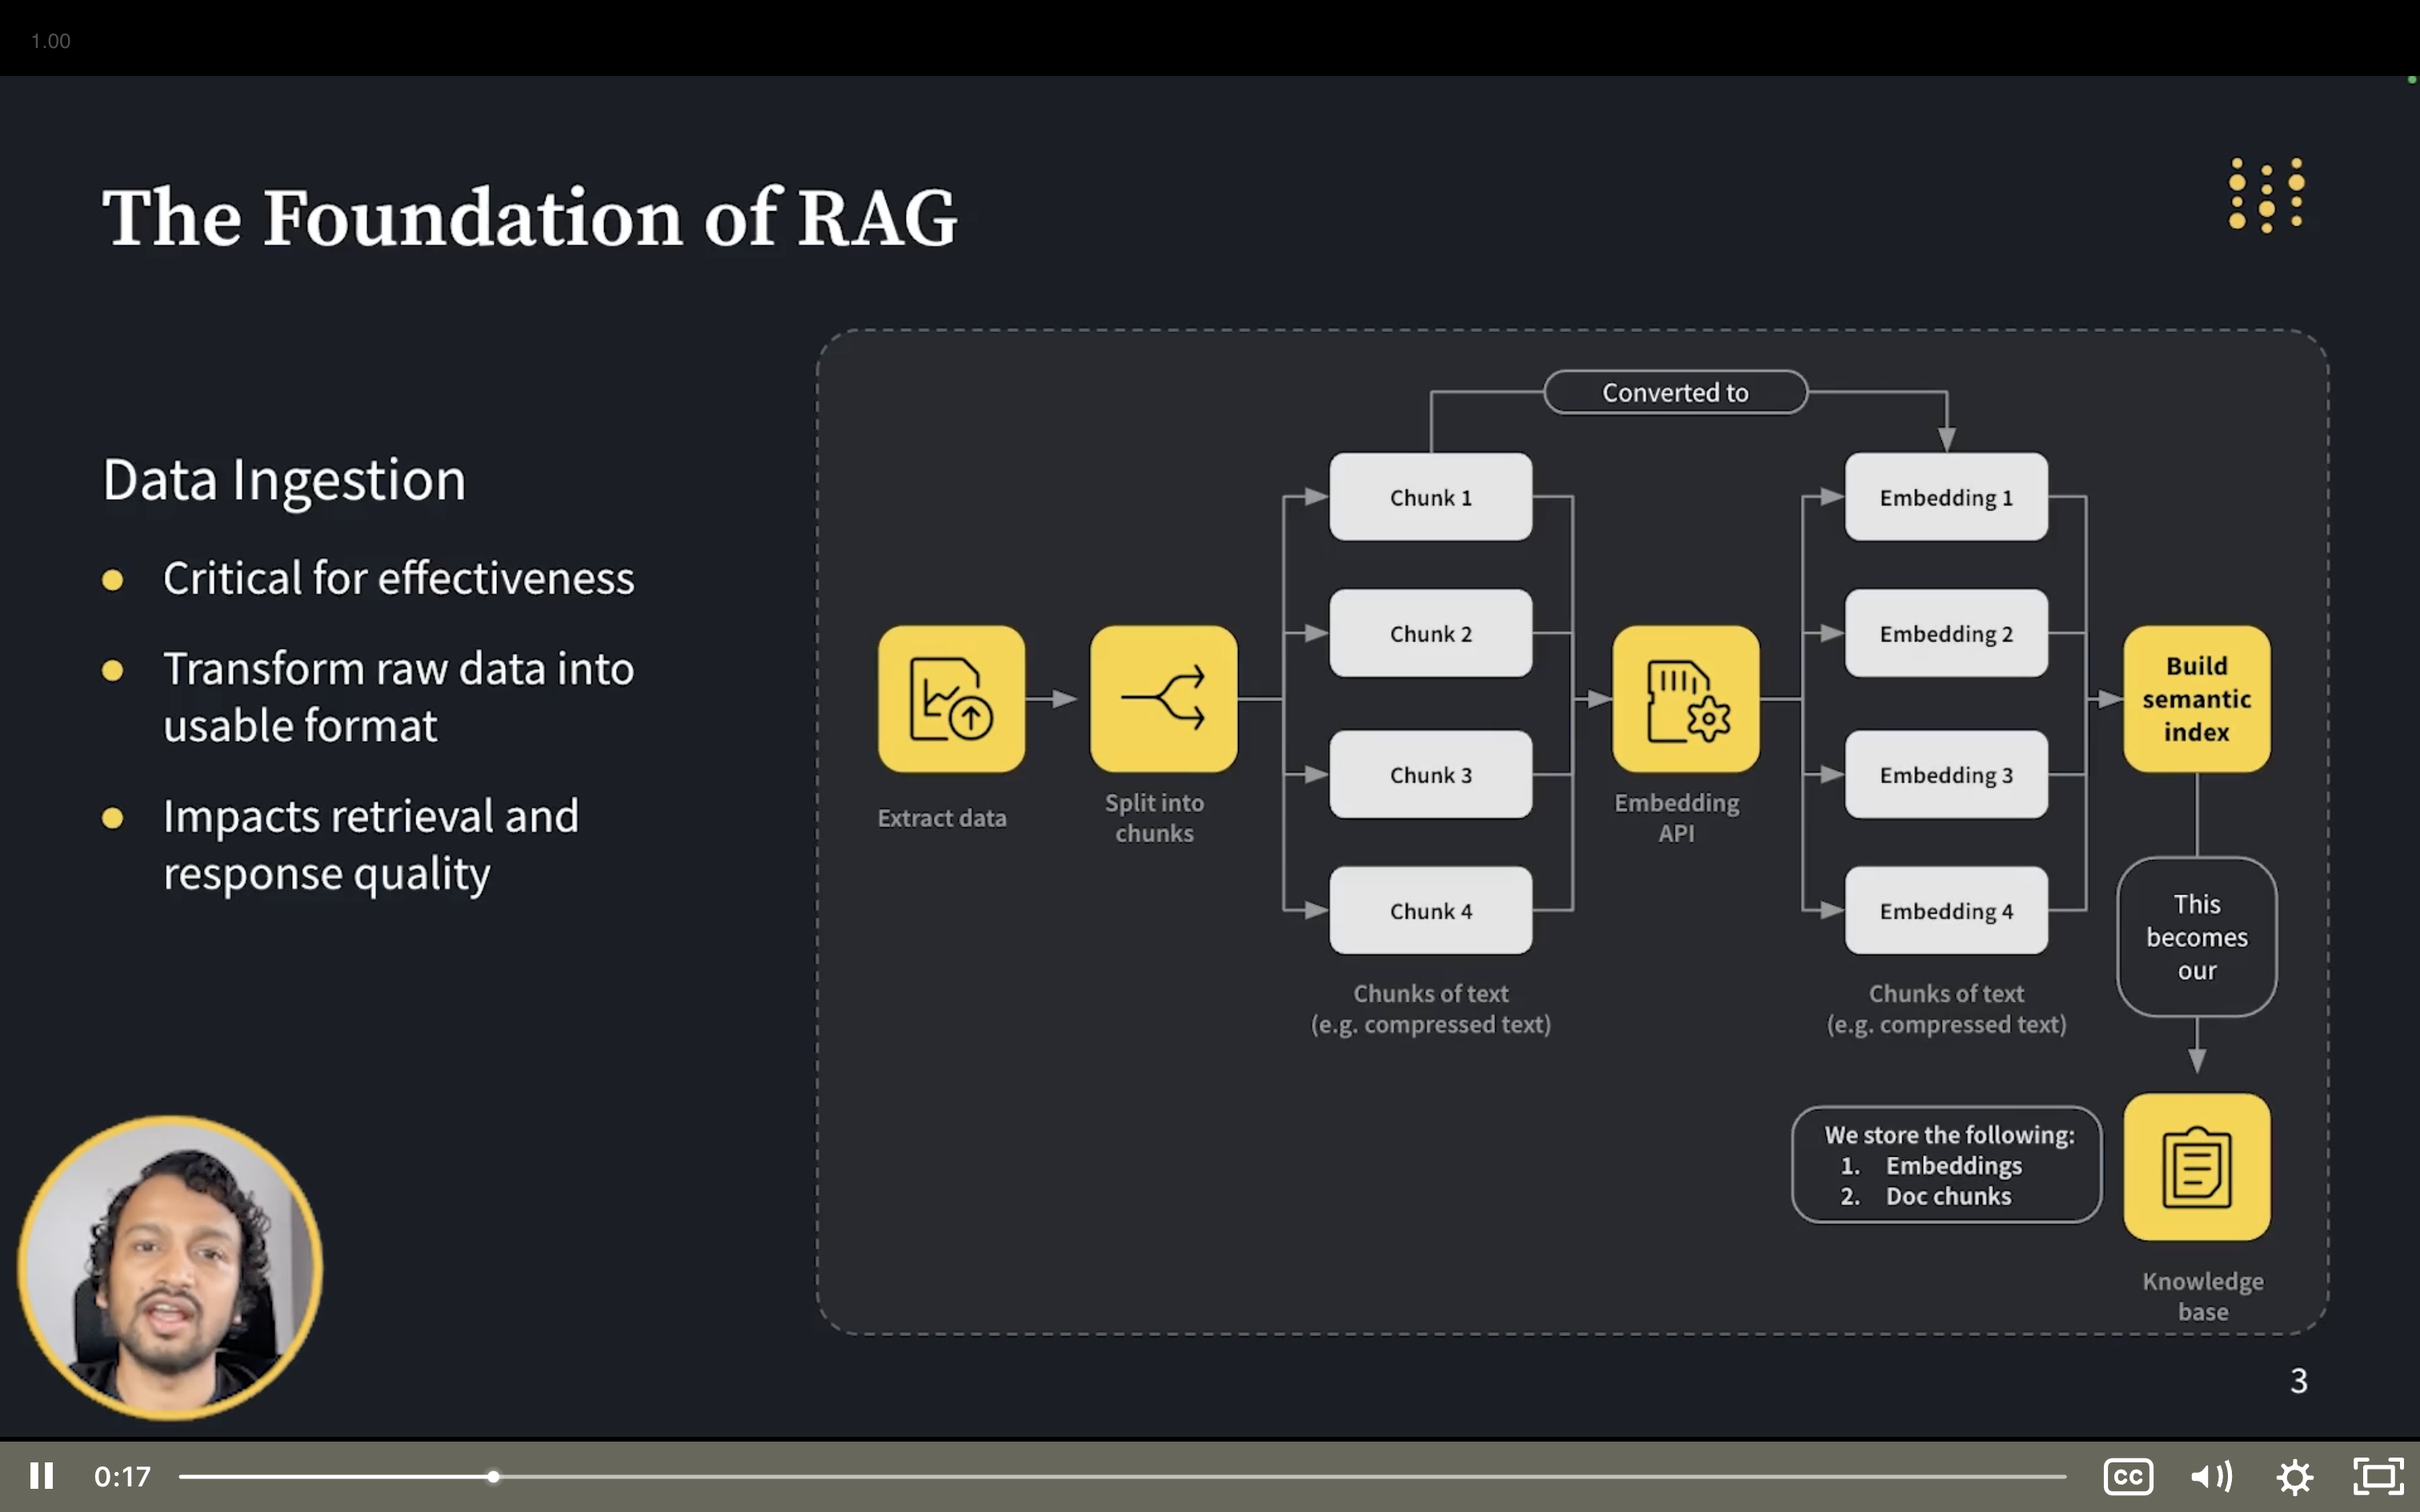 1.00
The Foundation of RAG
Data Ingestion
Critical for effectiveness
Transform raw data into
usable format
Impacts retrieval and
response quality
Converted to
Chunk 1
Chunk 2
Chunk 3
Chunk 4
Embedding 1
Embedding 2
Embedding 3
Embedding 4
Extract data
Split into
chunks
Embedding
API
Build
semantic
index
Chunks of text
(e.g. compressed text)
Chunks of text
(e.g. compressed text)
This
becomes
our
We store the following:
1. Embeddings
2. Doc chunks
Knowledge
base
3
0:17
CC